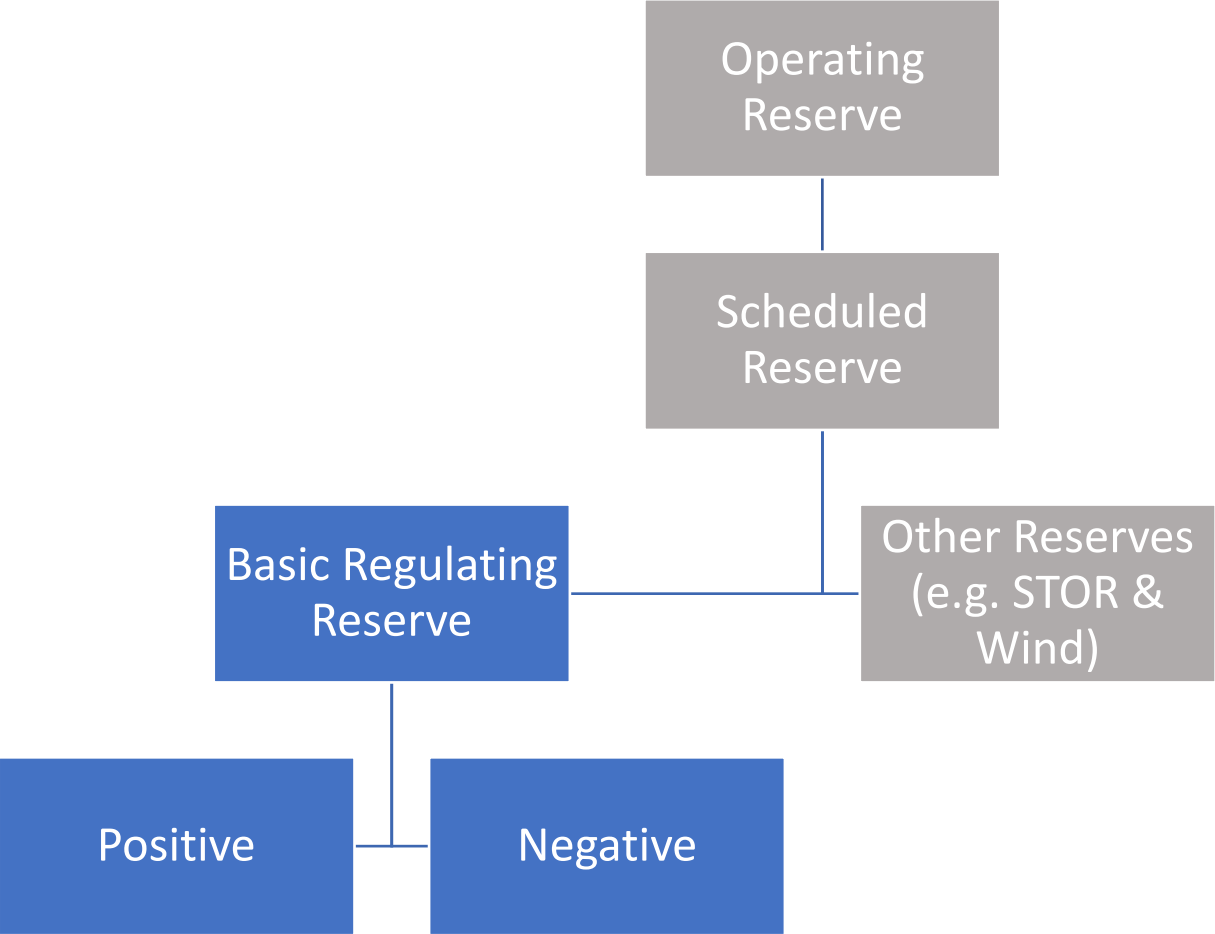 Operating
Reserve
Scheduled
Reserve
Basic Regulating
Reserve
Other Reserves
(e.g. STOR &
Wind)
Positive
Negative